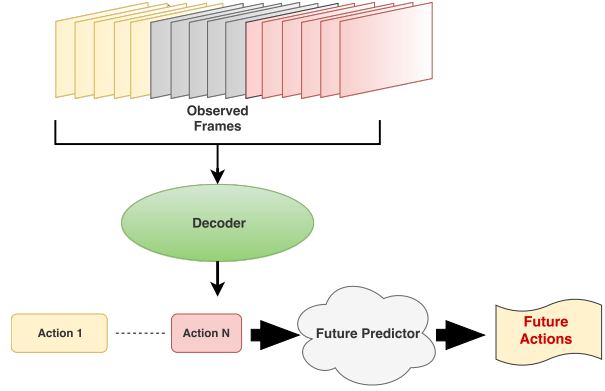 Observed
Frames
Decoder
Action 1
Action N
Future Predictor
Future
Actions